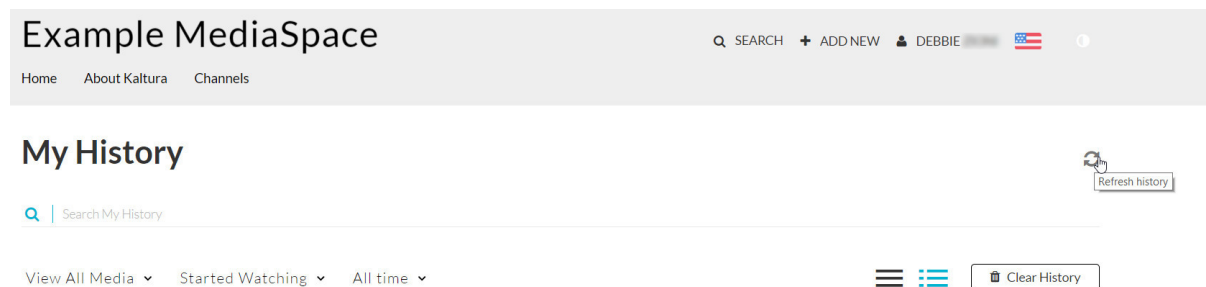 Example MediaSpace
SEARCH ADD NEW DEBBIE
Home About Kaltura Channels
My History
Refresh history
Search My History
View All Media Started Watching All time Clear History